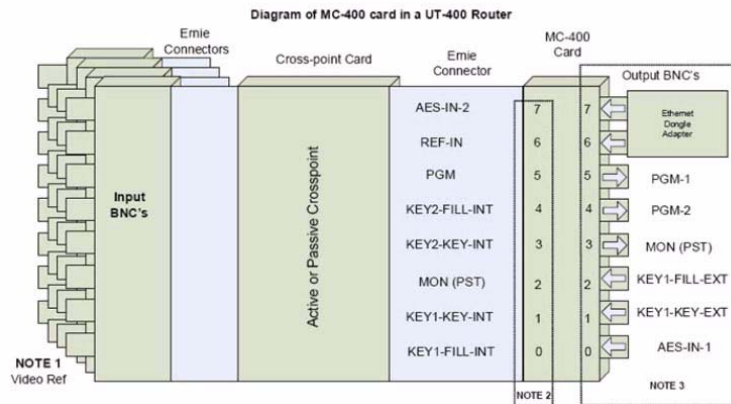 Diagram of MC-400 card in a UT-400 Router
Ernie
Connectors
Cross-point Card
Ernie
Connector
MC-400
Card
Output BNC's
Input
BNC's
Active or Passive Crosspoint
AES-IN-2
REF-IN
PGM
KEY2-FILL-INT
KEY2-KEY-INT
MON (PST)
KEY1-KEY-INT
KEY1-FILL-INT
7
6
5
4
3
2
1
0
7
6
5
4
3
2
1
0
Ethernet
Dongle
Adapter
PGM-1
PGM-2
MON (PST)
KEY1-FILL-EXT
KEY1-KEY-EXT
AES-IN-1
NOTE 1
Video Ref
NOTE 2
NOTE 3